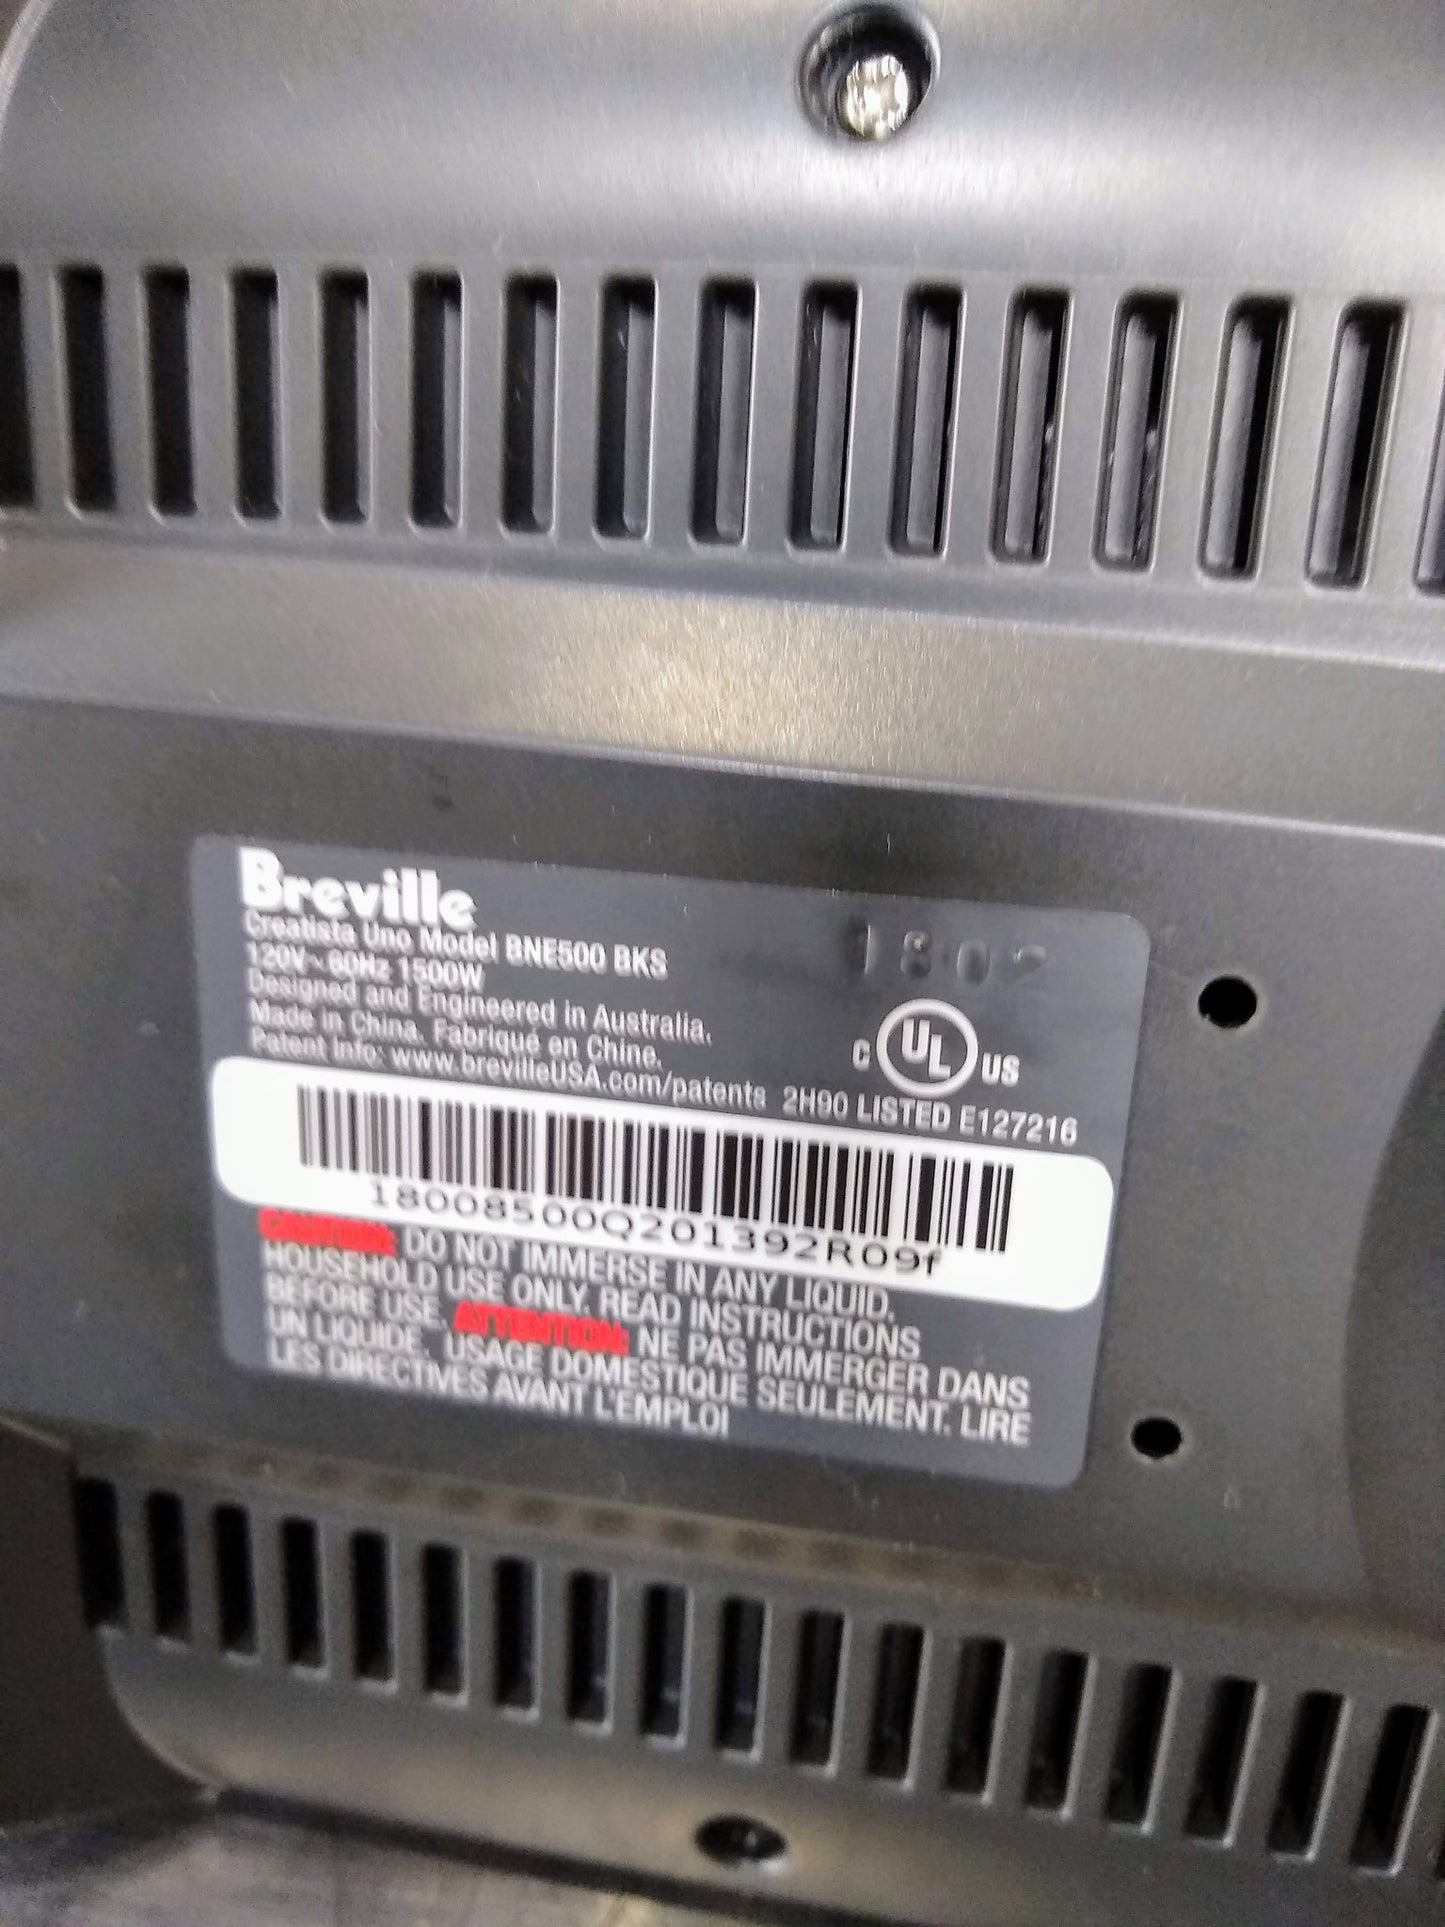 Breville
1802
Creatista Uno Model BNE500 BKS
120V~60Hz 1500W
Designed and Engineered in Australia.
Made in China. Fabriqué en Chine.
Patent Info: www.brevilleUSA.com/patents
C UL US
2H90 LISTED E127216
18008500Q201392R09f
CAUTION: DO NOT IMMERSE IN ANY LIQUID.
HOUSEHOLD USE ONLY. READ INSTRUCTIONS
BEFORE USE. ATTENTION: NE PAS IMMERGER DANS
UN LIQUIDE. USAGE DOMESTIQUE SEULEMENT. LIRE
LES DIRECTIVES AVANT L'EMPLOI